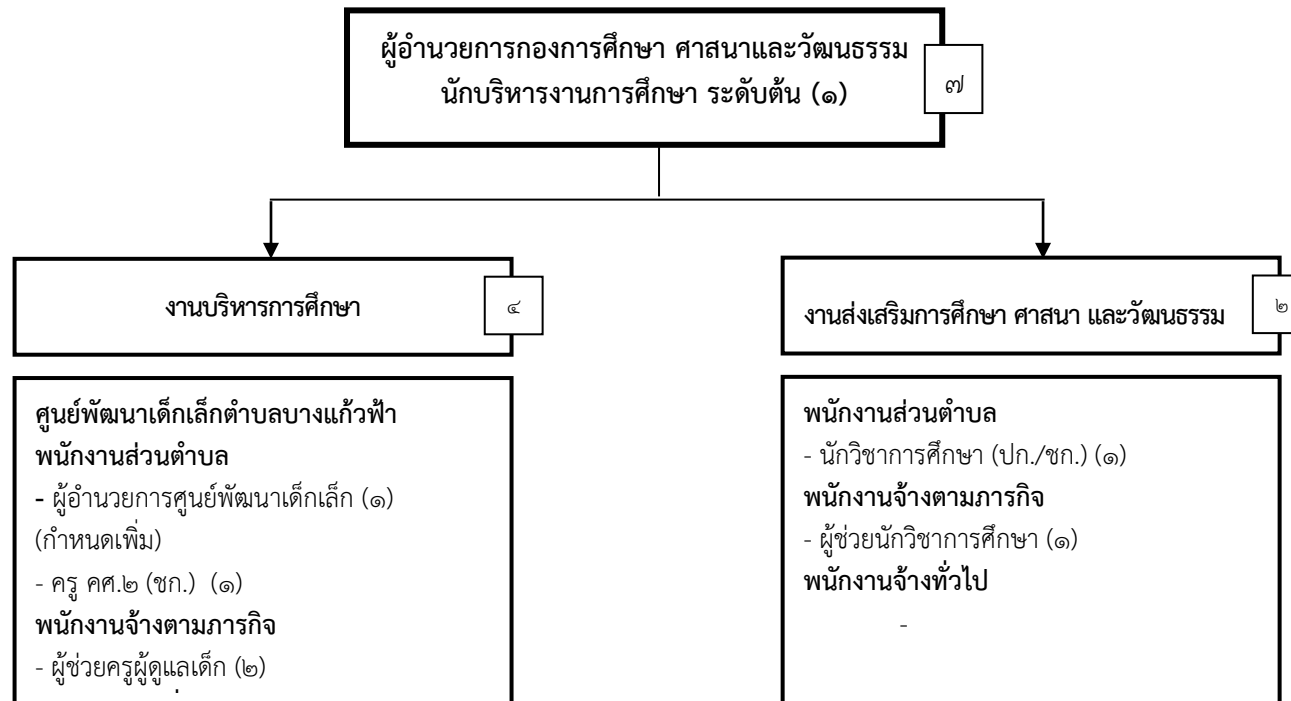 ผู้อำนวยการกองการศึกษา ศาสนาและวัฒนธรรม
นักบริหารงานการศึกษา ระดับต้น (๑)
๗
งานบริหารการศึกษา
๔
ศูนย์พัฒนาเด็กเล็กตำบลบางแก้วฟ้า
พนักงานส่วนตำบล
- ผู้อำนวยการศูนย์พัฒนาเด็กเล็ก (๑)
(กำหนดเพิ่ม)
- ครู คศ.๒ (ชก.) (๑)
พนักงานจ้างตามภารกิจ
- ผู้ช่วยครูผู้ดูแลเด็ก (๒)
งานส่งเสริมการศึกษา ศาสนา และวัฒนธรรม
๒
พนักงานส่วนตำบล
- นักวิชาการศึกษา (ปก./ชก.) (๑)
พนักงานจ้างตามภารกิจ
- ผู้ช่วยนักวิชาการศึกษา (๑)
พนักงานจ้างทั่วไป
-